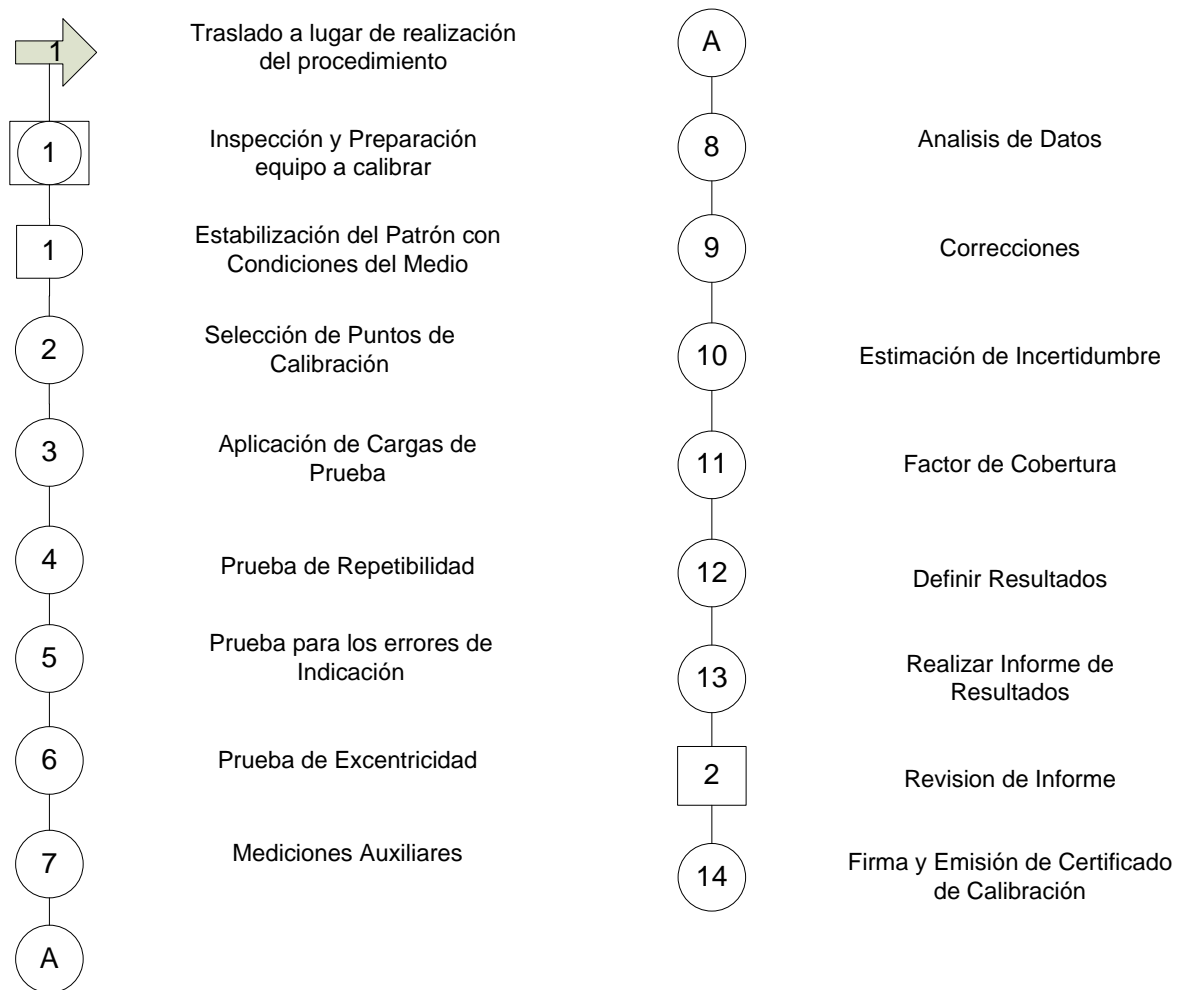 1
Traslado a lugar de realización
del procedimiento
1
Inspección y Preparación
equipo a calibrar
1
Estabilización del Patrón con
Condiciones del Medio
2
Selección de Puntos de
Calibración
3
Aplicación de Cargas de
Prueba
4
Prueba de Repetibilidad
5
Prueba para los errores de
Indicación
6
Prueba de Excentricidad
7
Mediciones Auxiliares
A
A
8
Analisis de Datos
9
Correcciones
10
Estimación de Incertidumbre
11
Factor de Cobertura
12
Definir Resultados
13
Realizar Informe de
Resultados
2
Revision de Informe
14
Firma y Emisión de Certificado
de Calibración